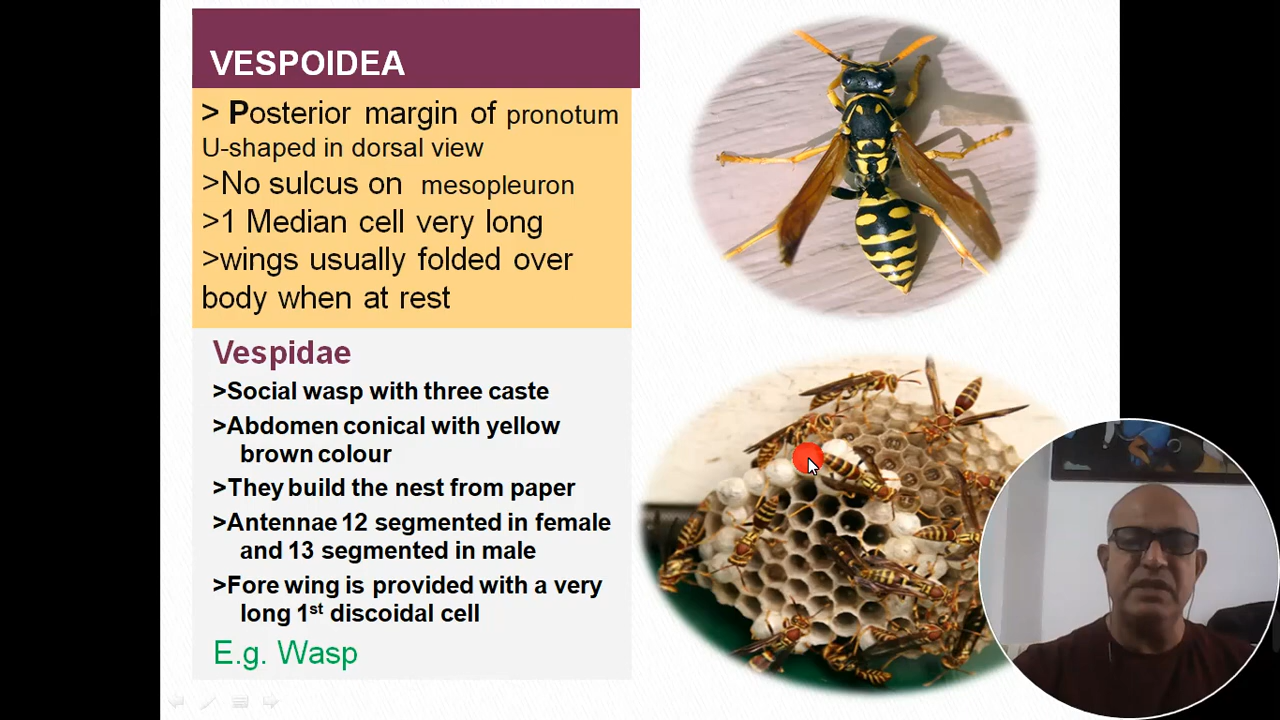 VESPOIDEA
> Posterior margin of pronotum
U-shaped in dorsal view
>No sulcus on mesopleuron
>1 Median cell very long
>wings usually folded over
body when at rest
Vespidae
>Social wasp with three caste
>Abdomen conical with yellow
brown colour
>They build the nest from paper
>Antennae 12 segmented in female
and 13 segmented in male
>Fore wing is provided with a very
long 1st discoidal cell
E.g. Wasp